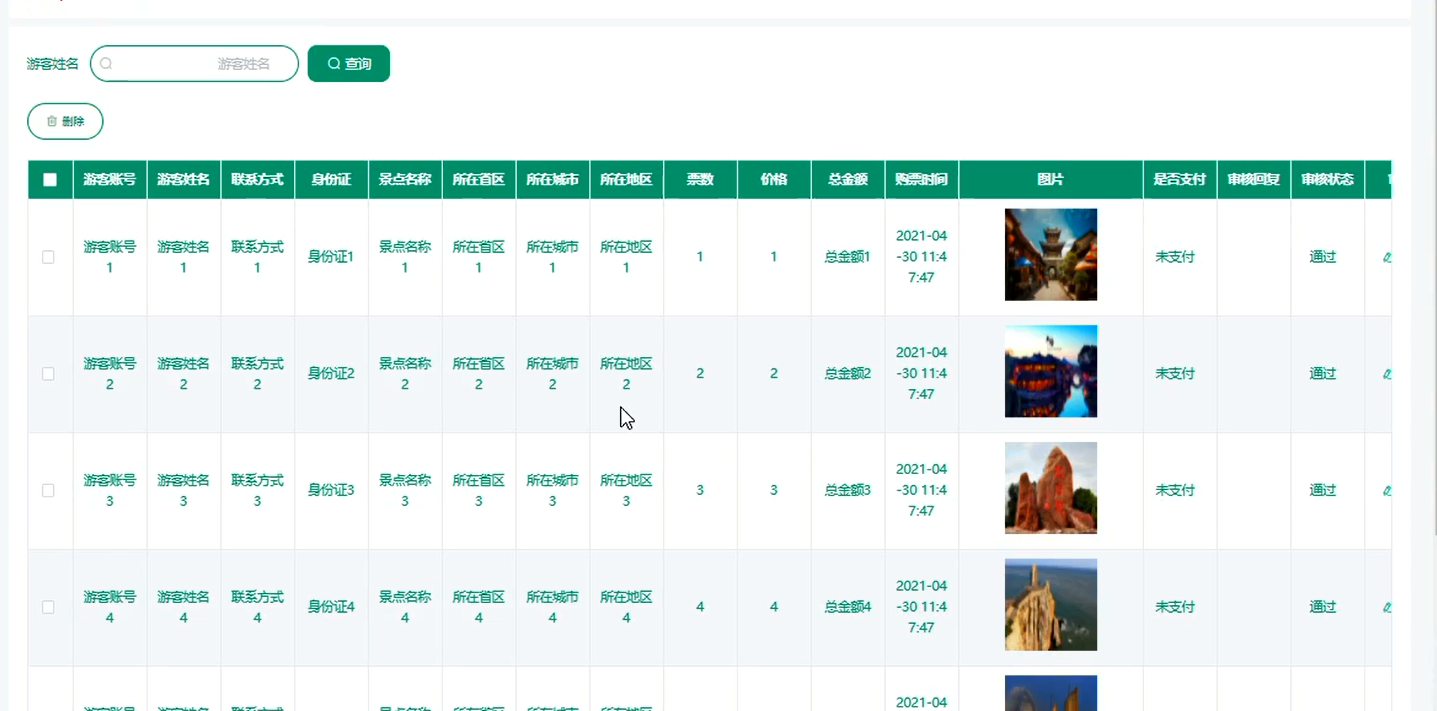 游客姓名 游客姓名 查询
删除
游客账号 游客姓名 联系方式 身份证 景点名称 所在省区 所在城市 所在地区 票数 价格 总金额 购票时间 图片 是否支付 审核回复 审核状态
游客账号 游客姓名 联系方式 身份证1 景点名称 所在省区 所在城市 所在地区 1 1 总金额1 2021-04
1 1 1 1 1 1 1 -30 11:4
7:47 未支付 通过
游客账号 游客姓名 联系方式 身份证2 景点名称 所在省区 所在城市 所在地区 2 2 总金额2 2021-04
2 2 2 2 2 2 2 -30 11:4
7:47 未支付 通过
游客账号 游客姓名 联系方式 身份证3 景点名称 所在省区 所在城市 所在地区 3 3 总金额3 2021-04
3 3 3 3 3 3 3 -30 11:4
7:47 未支付 通过
游客账号 游客姓名 联系方式 身份证4 景点名称 所在省区 所在城市 所在地区 4 4 总金额4 2021-04
4 4 4 4 4 4 4 -30 11:4
7:47 未支付 通过
2021-04